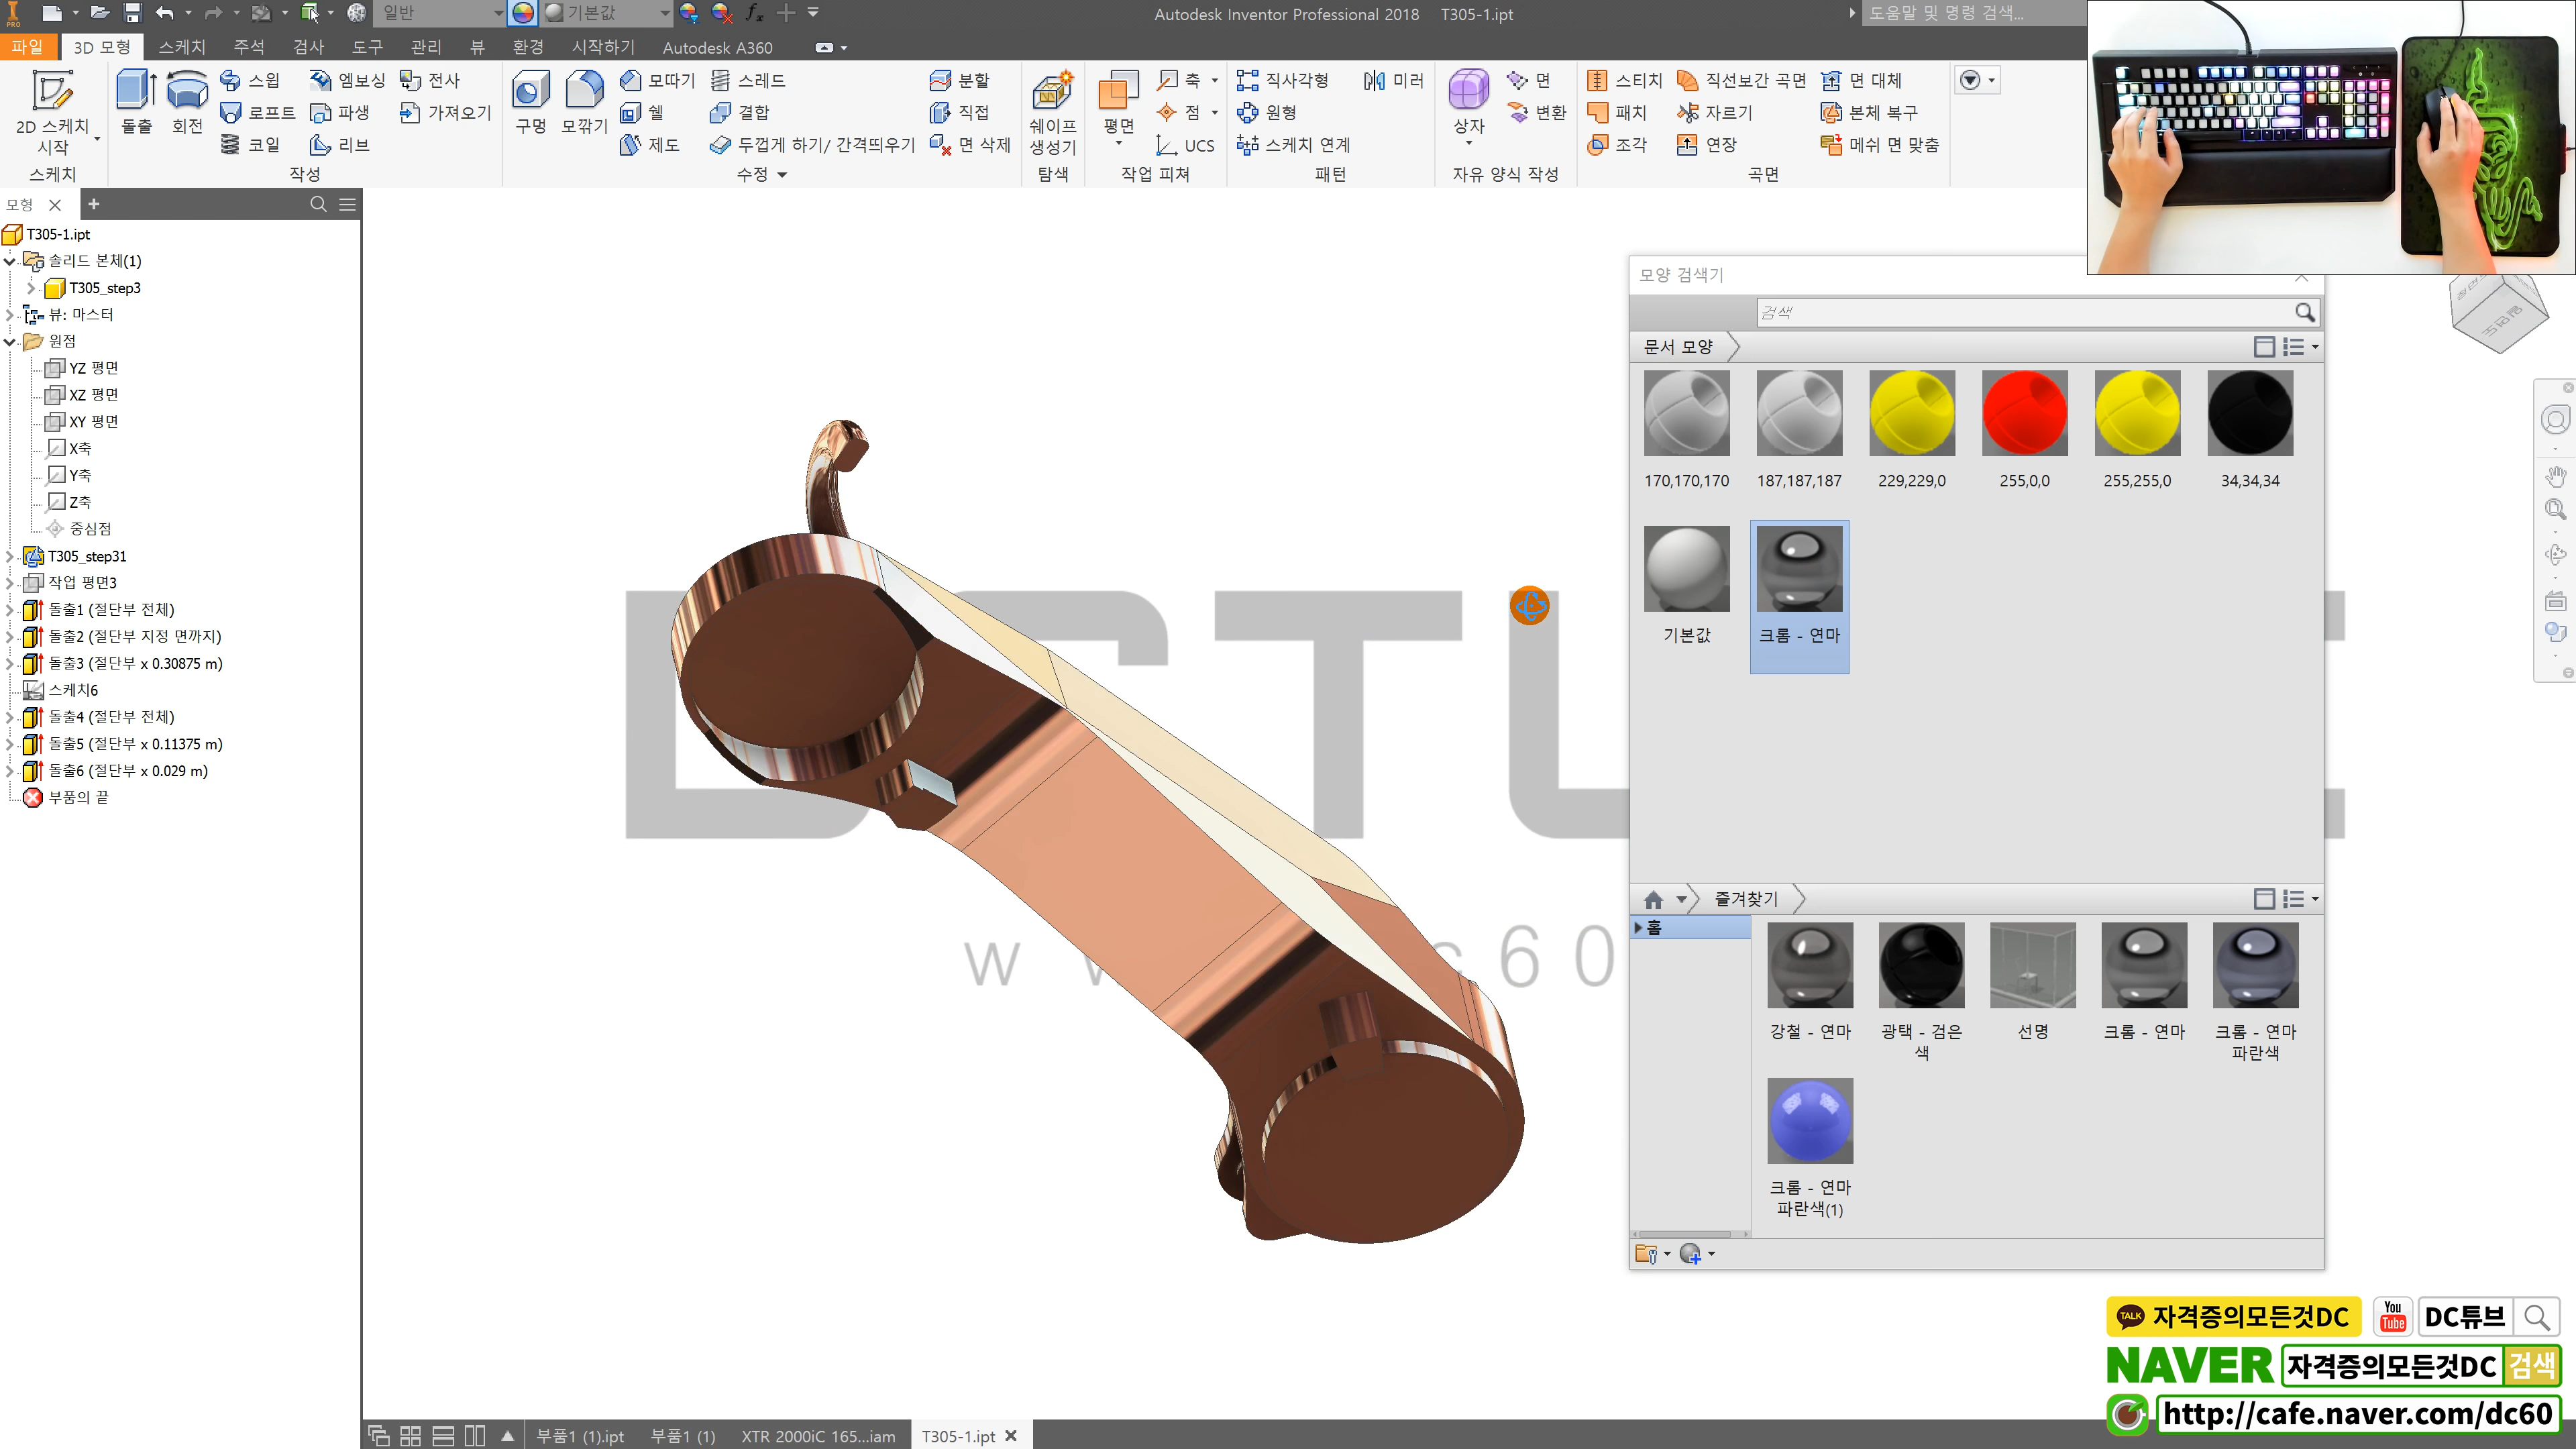 일반
기본값
Autodesk Inventor Professional 2018 T305-1.ipt
도움말 및 명령 검색...
PRO
파일 3D 모형 스케치 주석 검사 도구 관리 뷰 환경 시작하기 Autodesk A360
2D 스케치 시작
돌출 회전
스윕 엠보싱 전사
로프트 파생 가져오기
코일 리브
구멍 모깎기
모따기 스레드 분할
쉘 결합 직접
제도 두껍게 하기/ 간격띄우기 면 삭제
쉐이프 생성기
평면
축
점
UCS
직사각형 미러
원형
스케치 연계
상자
면
변환
스티치 직선보간 곡면 면 대체
패치 자르기 본체 복구
조각 연장 메쉬 면 맞춤
스케치 작성 수정 탐색 작업 피쳐 패턴 자유 양식 작성 곡면
모형
T305-1.ipt
솔리드 본체(1)
T305_step3
뷰: 마스터
원점
YZ 평면
XZ 평면
XY 평면
X축
Y축
Z축
중심점
T305_step31
작업 평면3
돌출1 (절단부 전체)
돌출2 (절단부 지정 면까지)
돌출3 (절단부 x 0.30875 m)
스케치6
돌출4 (절단부 전체)
돌출5 (절단부 x 0.11375 m)
돌출6 (절단부 x 0.029 m)
부품의 끝
모양 검색기
검색
문서 모양
170,170,170 187,187,187 229,229,0 255,0,0 255,255,0 34,34,34
기본값 크롬 - 연마
즐겨찾기
홈
강철 - 연마 광택 - 검은색 선명 크롬 - 연마 크롬 - 연마 파란색
크롬 - 연마 파란색(1)
TALK 자격증의모든것DC You Tube DC튜브
NAVER 자격증의모든것DC 검색
http://cafe.naver.com/dc60
부품1 (1).ipt 부품1 (1) XTR 2000iC 165...iam T305-1.ipt